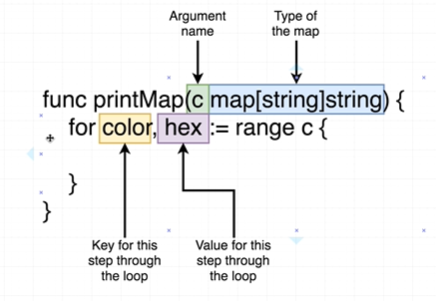 Argument
name
Type of
the map
func printMap(c map[string]string) {
for color, hex := range c {
}
}
Key for this
step through
the loop
Value for this
step through
the loop